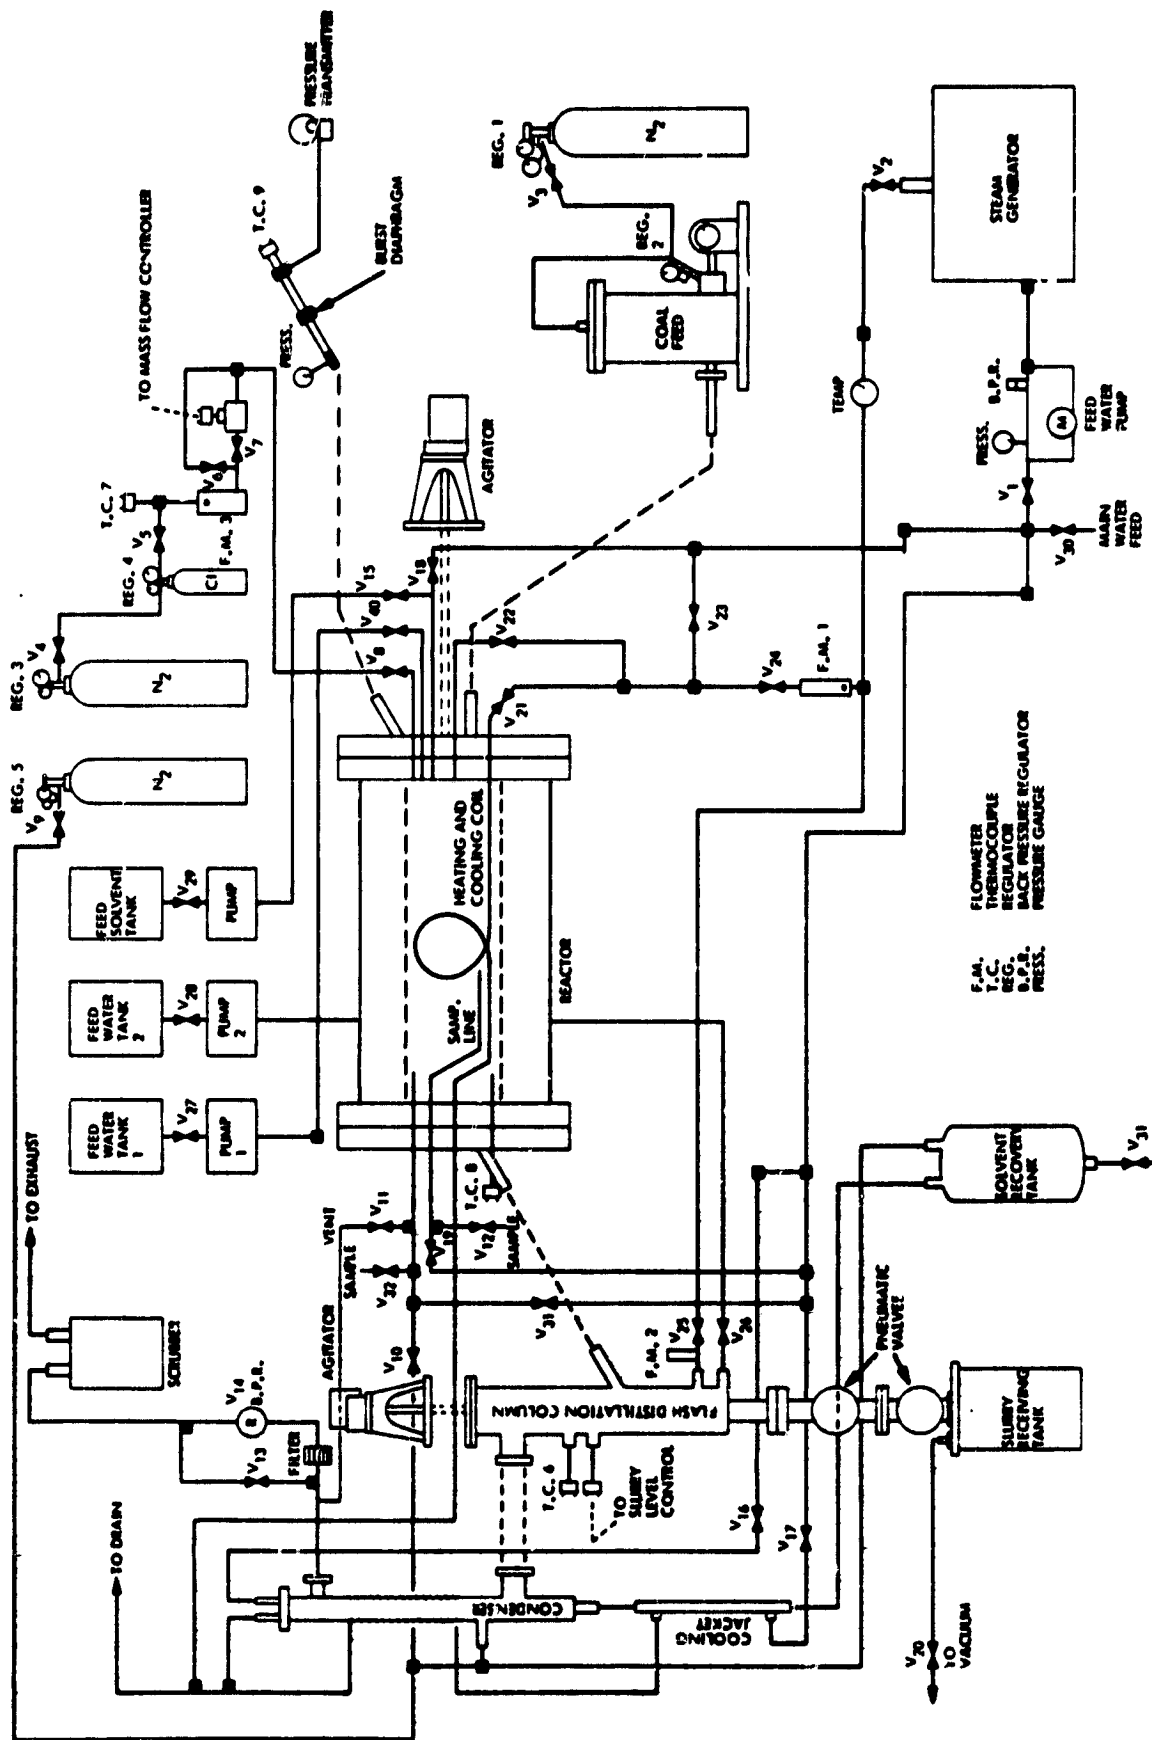 TO EXHAUST
TO DRAIN
SCRUBBER
V14
B.P.R.
V13
FILTER
R
VENT
V11
SAMPLE
V32
AGITATOR
V10
V19
V12
SAMPLE
T.C. 8
V31
FEED
WATER
TANK
1
V27
PUMP
1
FEED
WATER
TANK
2
V28
PUMP
2
FEED
SOLVENT
TANK
V29
PUMP
REG. 5
V9
N2
REG. 3
V4
N2
REG. 4
V5
T.C. 7
F.M. 3
V6
V7
TO MASS FLOW CONTROLLER
PRESS.
T.C. 9
BURST
DIAPHRAGM
PRESSURE
TRANSMITTER
V15
V40
V8
V18
AGITATOR
V22
V21
V23
V24
F.M. 1
HEATING AND
COOLING COIL
SAMP.
LINE
REACTOR
REG. 1
V3
N2
REG.
2
COAL
FEED
TEMP
V2
STEAM
GENERATOR
B.P.R.
PRESS.
M
FEED
WATER
PUMP
V1
V30
MAIN
WATER
FEED
CONDENSER
COOLING
JACKET
T.C. 6
TO
SLURRY
LEVEL
CONTROL
FLASH DISTILLATION COLUMN
F.M. 2
V25
V26
V16
V17
PNEUMATIC
VALVES
SLURRY
RECEIVING
TANK
V20
TO
VACUUM
SOLVENT
RECOVERY
TANK
V31
F.M. FLOWMETER
T.C. THERMOCOUPLE
REG. REGULATOR
B.P.R. BACK PRESSURE REGULATOR
PRESS. PRESSURE GAUGE